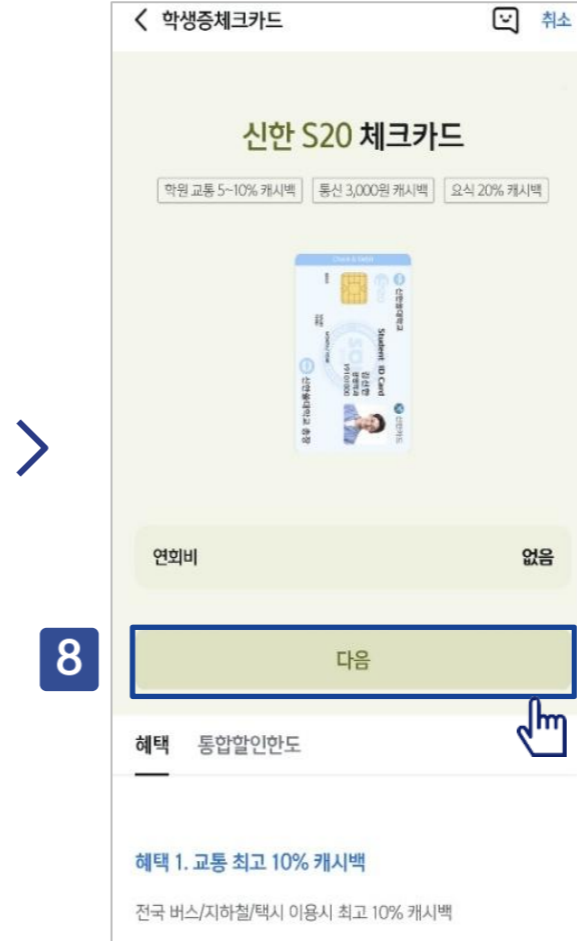 학생증체크카드
취소
신한 S20 체크카드
학원 교통 5~10% 캐시백 통신 3,000원 캐시백 요식 20% 캐시백
Student ID Card
연회비 없음
8
다음
혜택 통합할인한도
혜택 1. 교통 최고 10% 캐시백
전국 버스/지하철/택시 이용시 최고 10% 캐시백